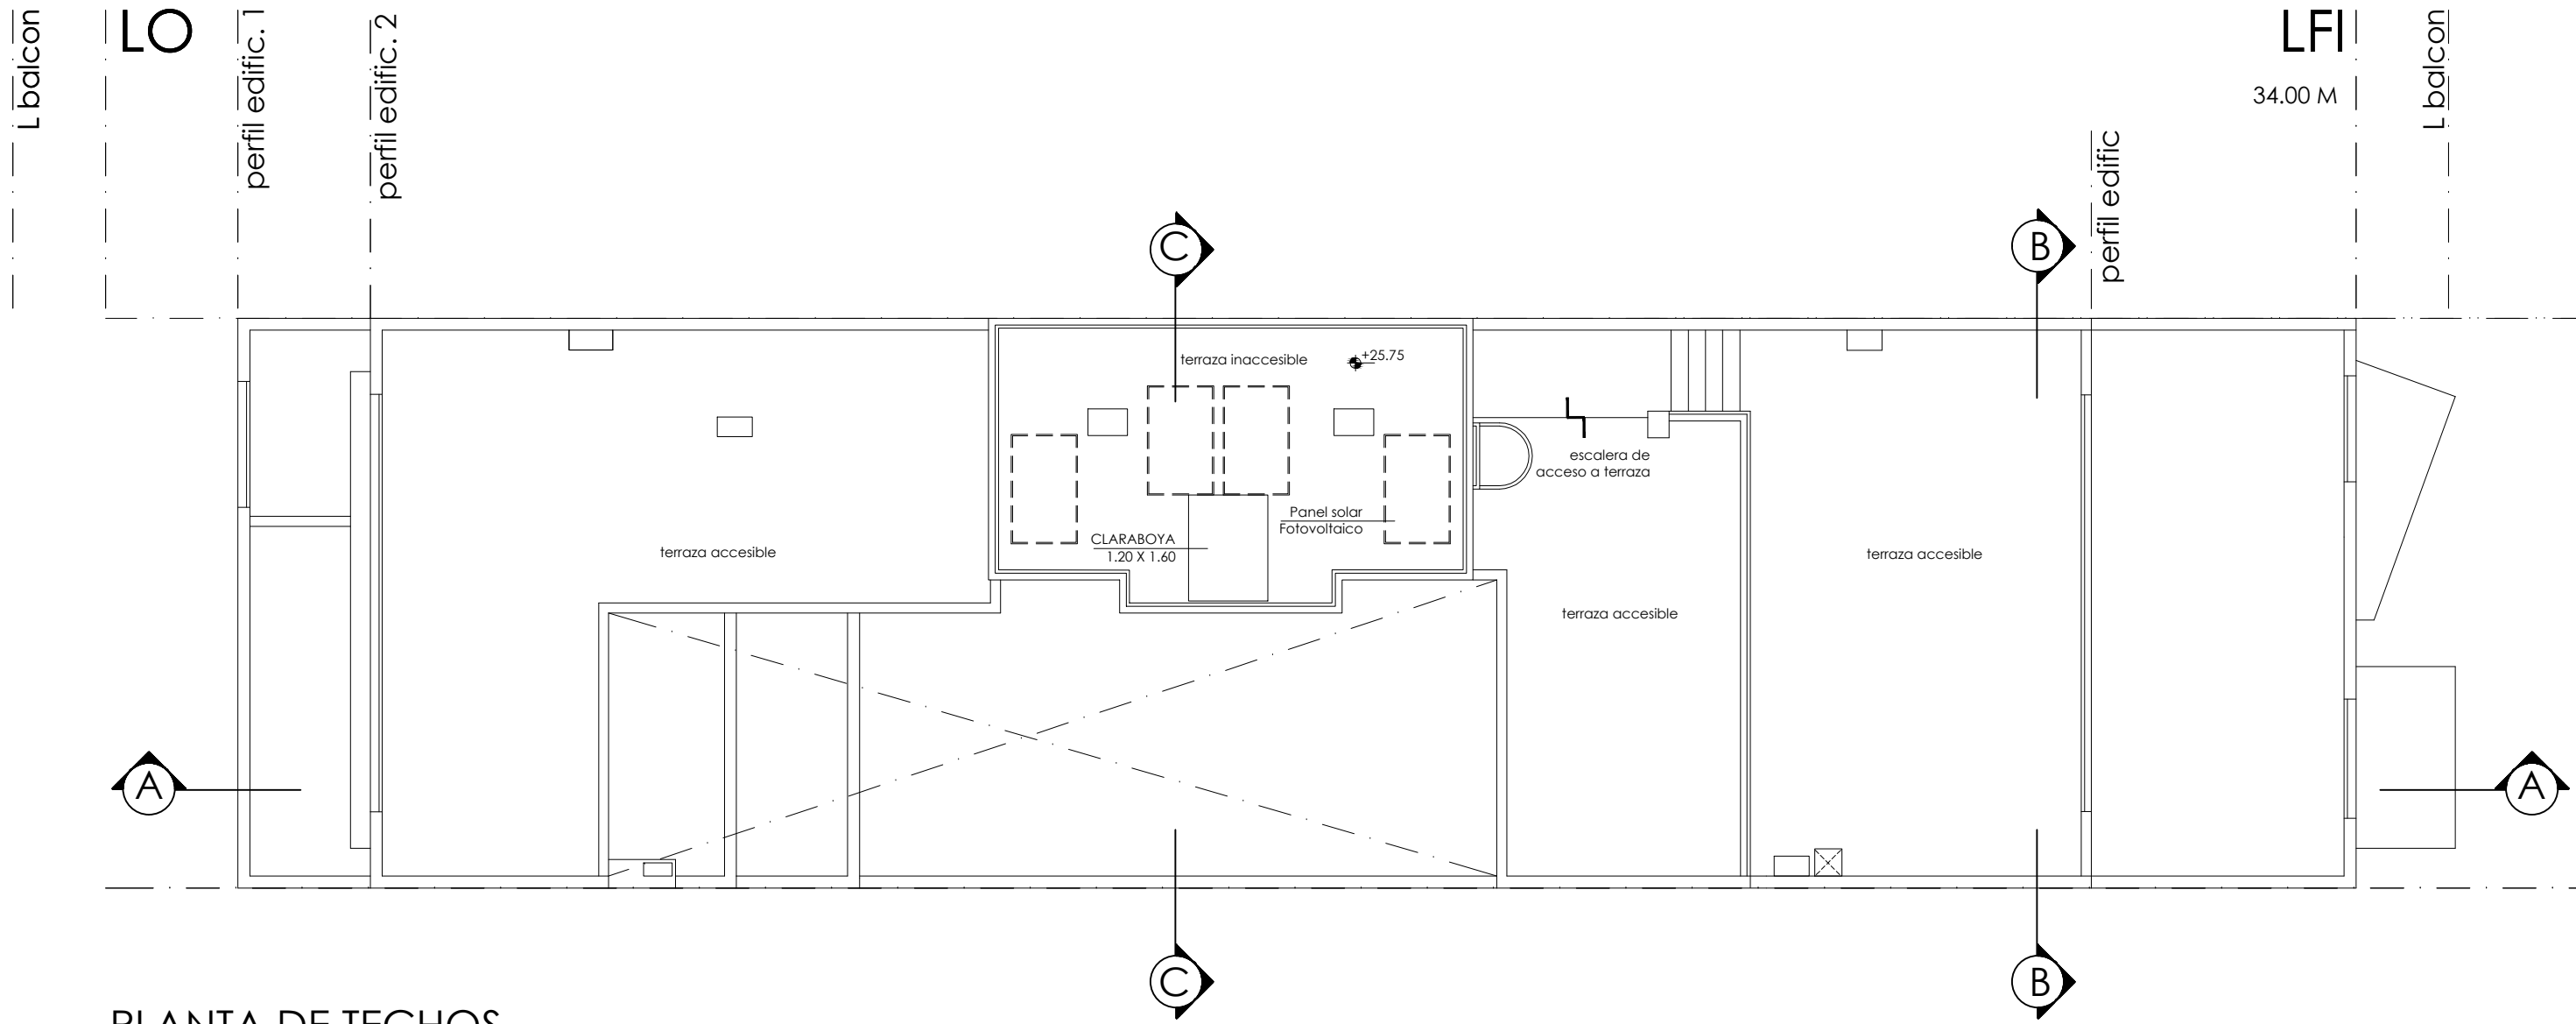 L balcon
LO
perfil edific. 1
perfil edific. 2
LFI
34.00 M
L balcon
perfil edific
C
B
terraza inaccesible
+25.75
escalera de
acceso a terraza
Panel solar
Fotovoltaico
CLARABOYA
1.20 X 1.60
terraza accesible
terraza accesible
terraza accesible
A
A
C
B
PLANTA DE TECHOS